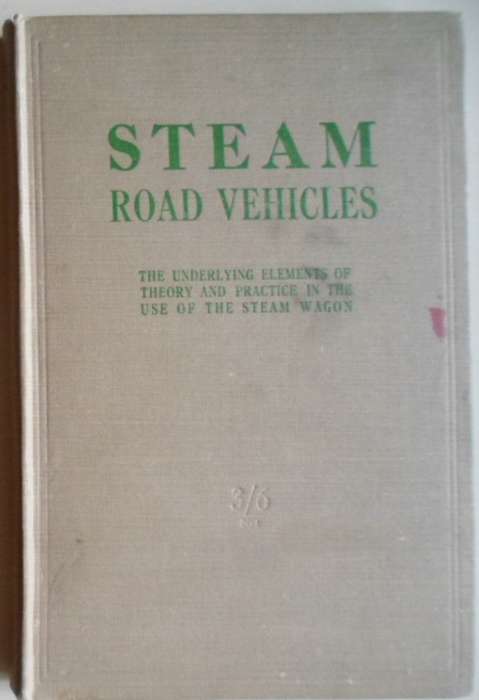 STEAM
ROAD VEHICLES
THE UNDERLYING ELEMENTS OF
THEORY AND PRACTICE IN THE
USE OF THE STEAM WAGON
3/6